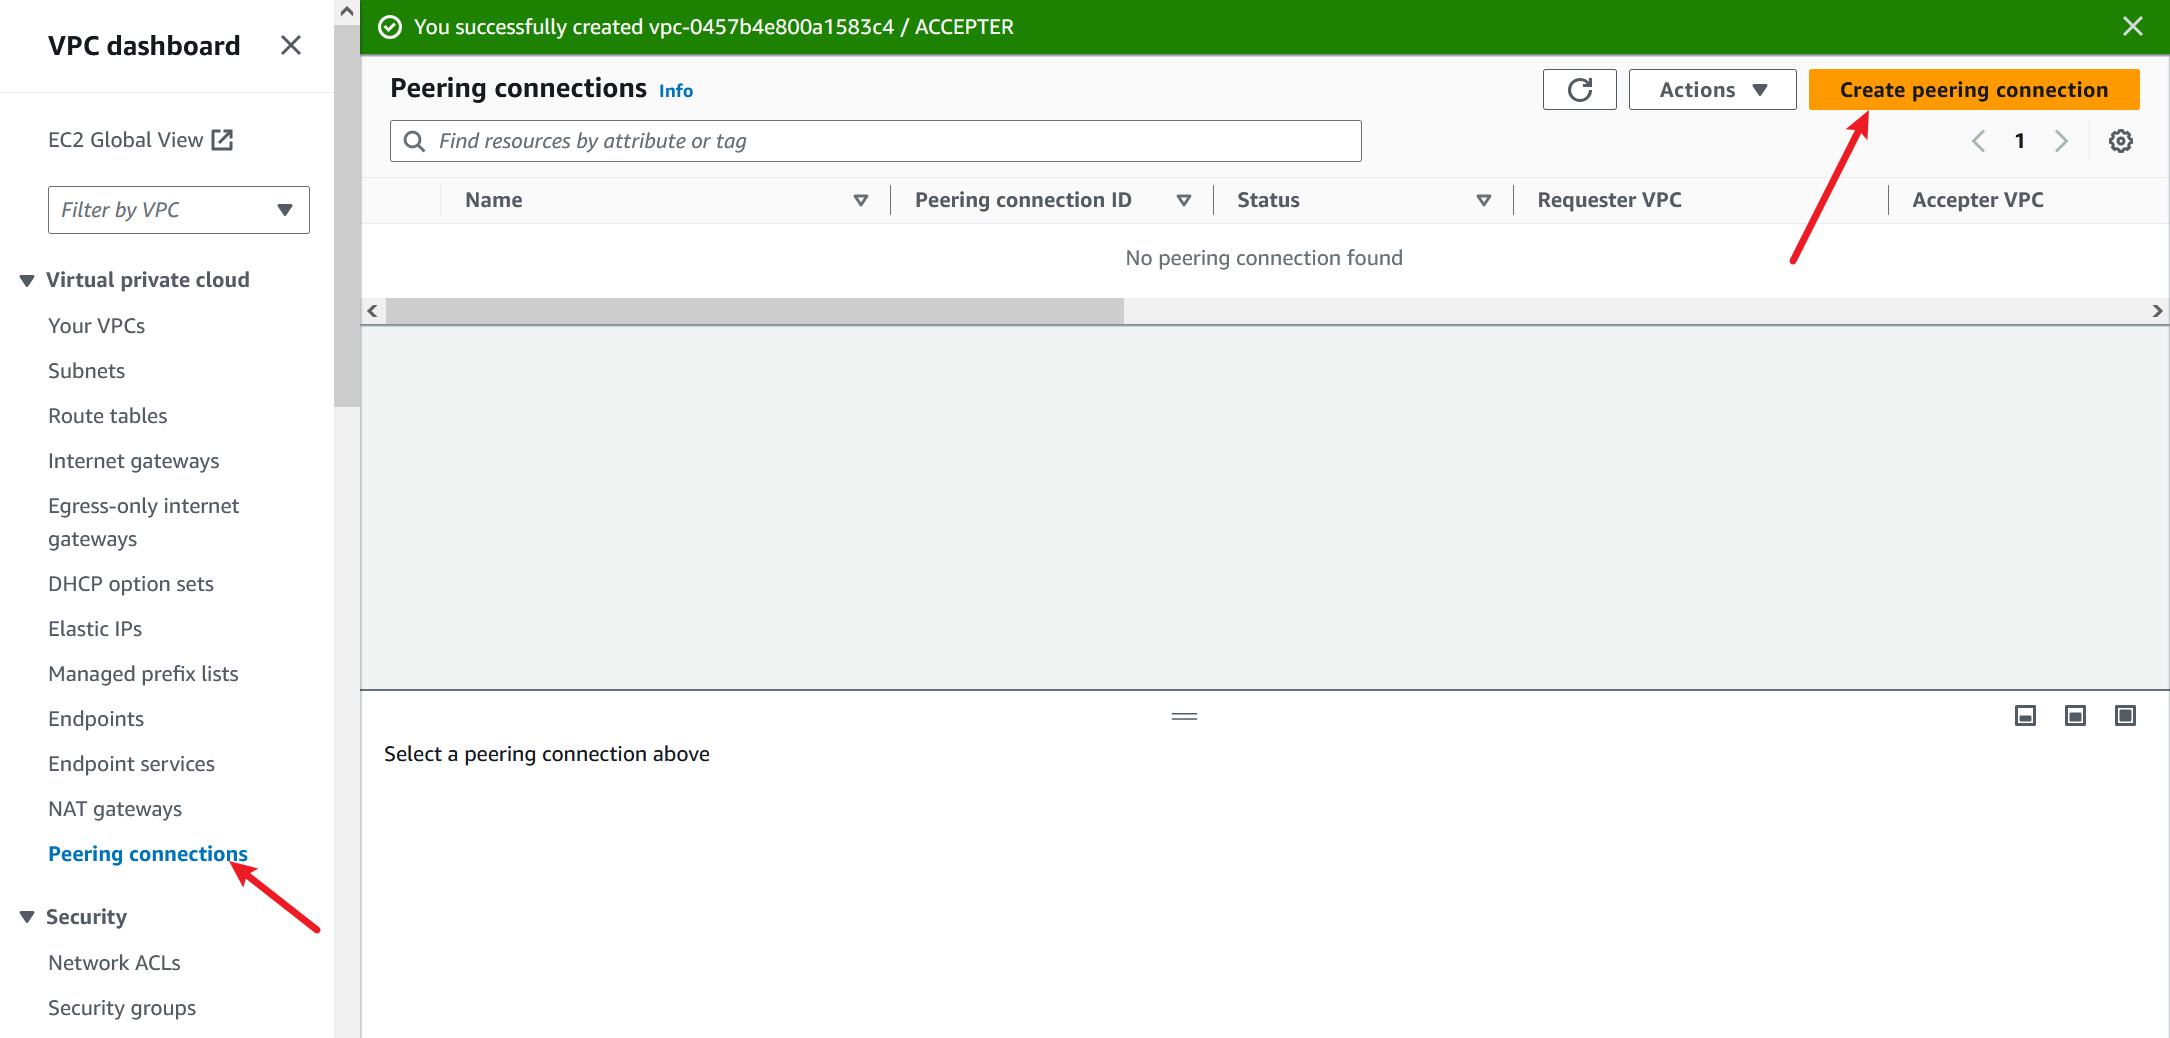 VPC dashboard
EC2 Global View
Filter by VPC
Virtual private cloud
Your VPCs
Subnets
Route tables
Internet gateways
Egress-only internet
gateways
DHCP option sets
Elastic IPs
Managed prefix lists
Endpoints
Endpoint services
NAT gateways
Peering connections
Security
Network ACLs
Security groups
You successfully created vpc-0457b4e800a1583c4 / ACCEPTER
Peering connections Info
Actions
Create peering connection
Find resources by attribute or tag
1
Name Peering connection ID Status Requester VPC Accepter VPC
No peering connection found
Select a peering connection above